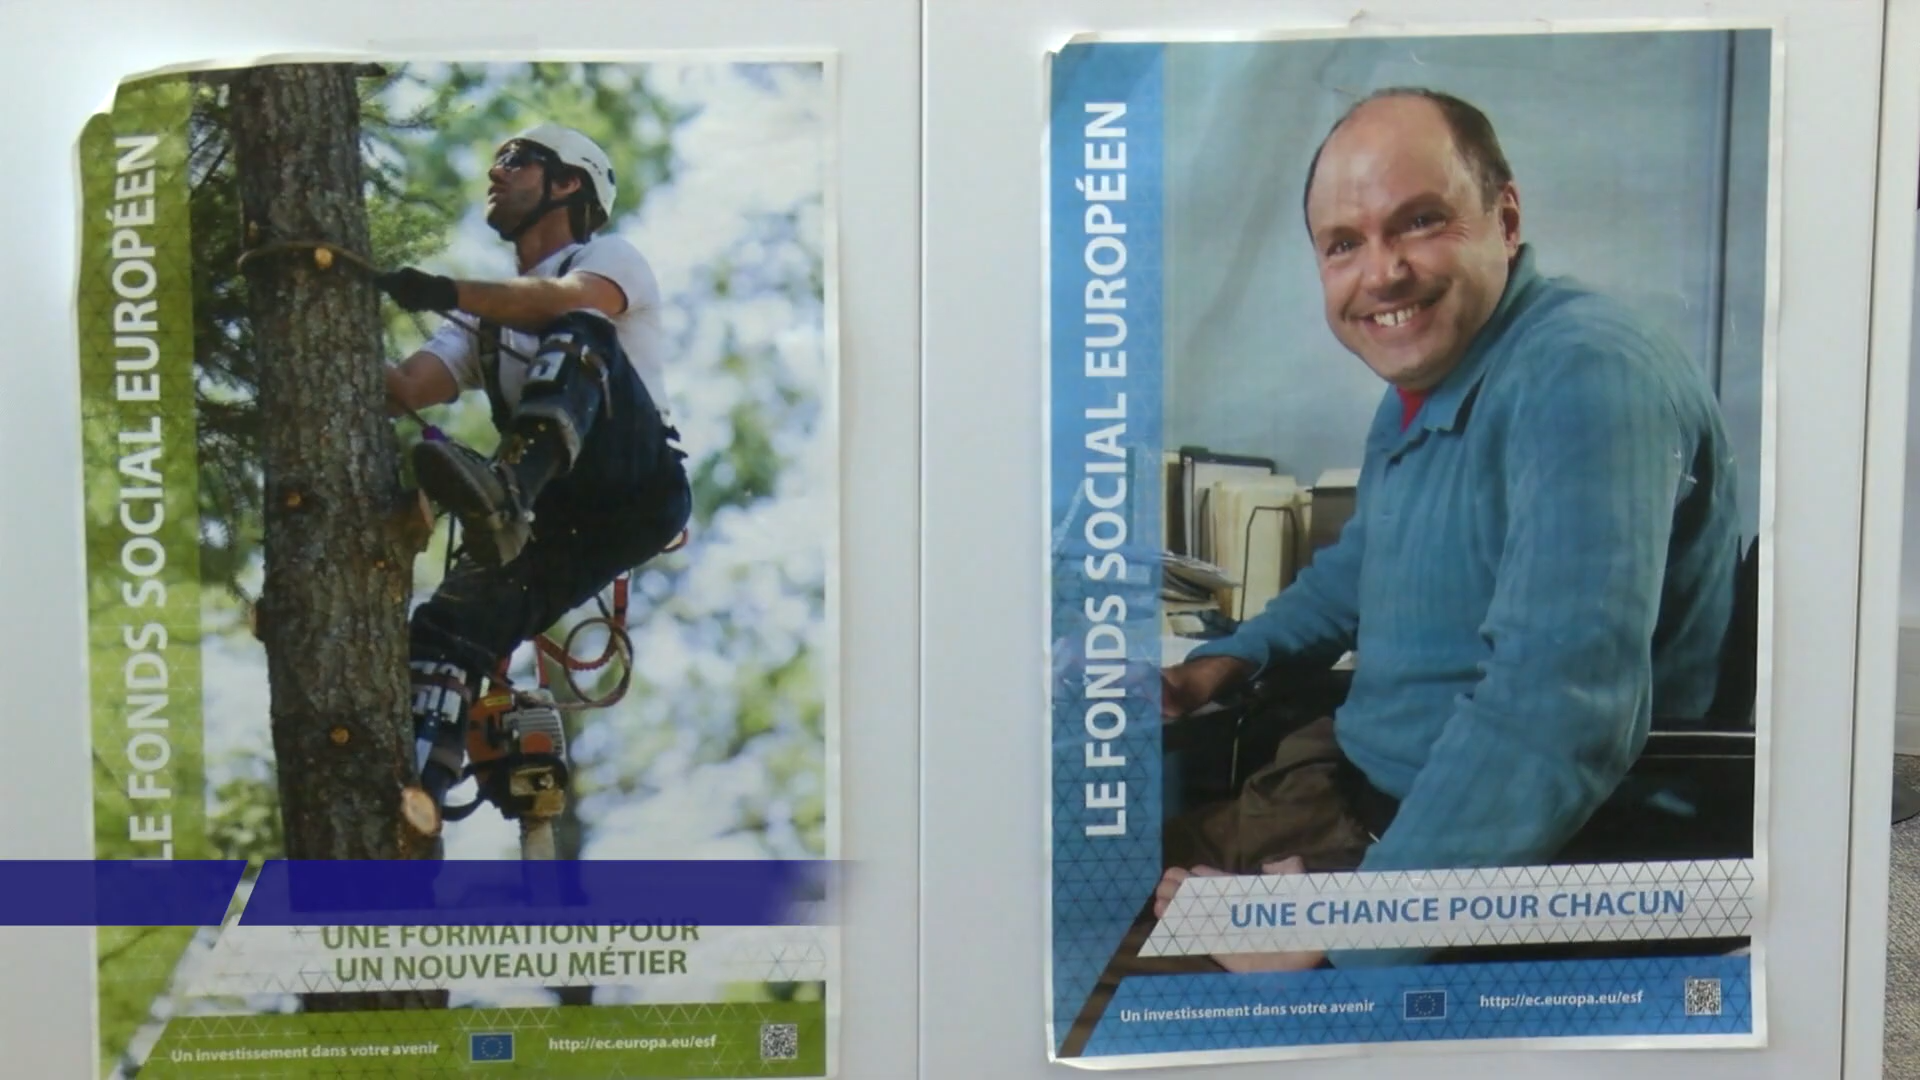 LE FONDS SOCIAL EUROPÉEN
UNE FORMATION POUR
UN NOUVEAU MÉTIER
Un investissement dans votre avenir
http://ec.europa.eu/esf
LE FONDS SOCIAL EUROPÉEN
UNE CHANCE POUR CHACUN
Un investissement dans votre avenir
http://ec.europa.eu/esf